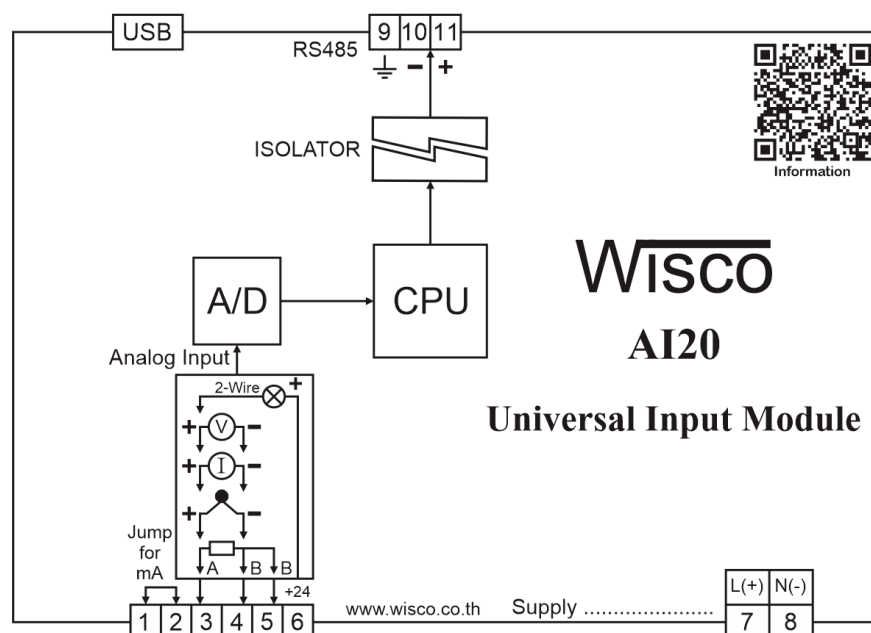 USB
RS485
9 10 11
- +
ISOLATOR
Information
A/D
CPU
WISCO
AI20
Universal Input Module
Analog Input
2-Wire
+
+ V -
+ I -
+ -
Jump
for
mA
A B B
+24
1 2 3 4 5 6
www.wisco.co.th
Supply ........................
L(+) N(-)
7 8